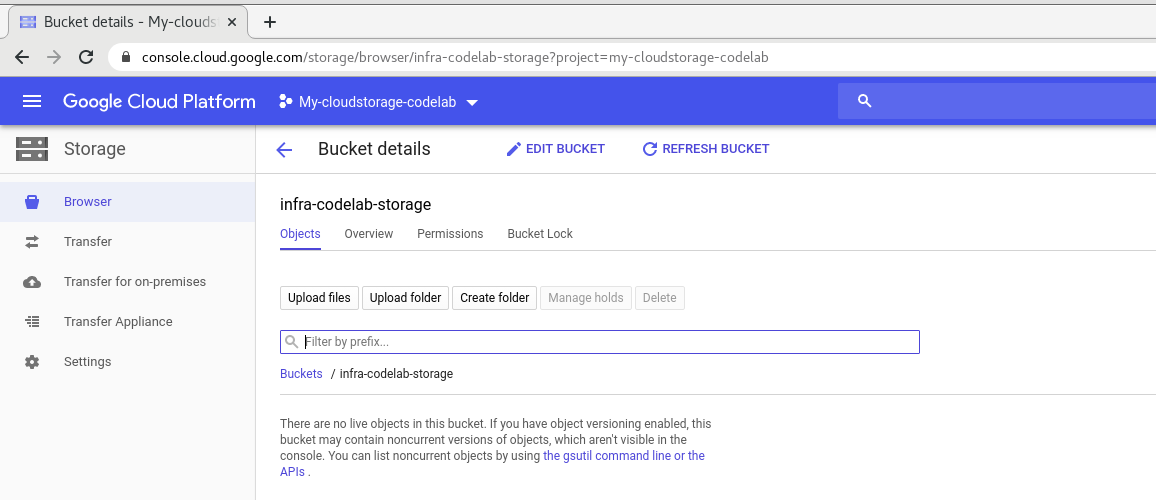 Bucket details - My-clouds
console.cloud.google.com/storage/browser/infra-codelab-storage?project=my-cloudstorage-codelab
Google Cloud Platform My-cloudstorage-codelab
Storage
Bucket details EDIT BUCKET REFRESH BUCKET
Browser
Transfer
Transfer for on-premises
Transfer Appliance
Settings
infra-codelab-storage
Objects Overview Permissions Bucket Lock
Upload files Upload folder Create folder Manage holds Delete
Filter by prefix...
Buckets / infra-codelab-storage
There are no live objects in this bucket. If you have object versioning enabled, this
bucket may contain noncurrent versions of objects, which aren't visible in the
console. You can list noncurrent objects by using the gsutil command line or the
APIs .